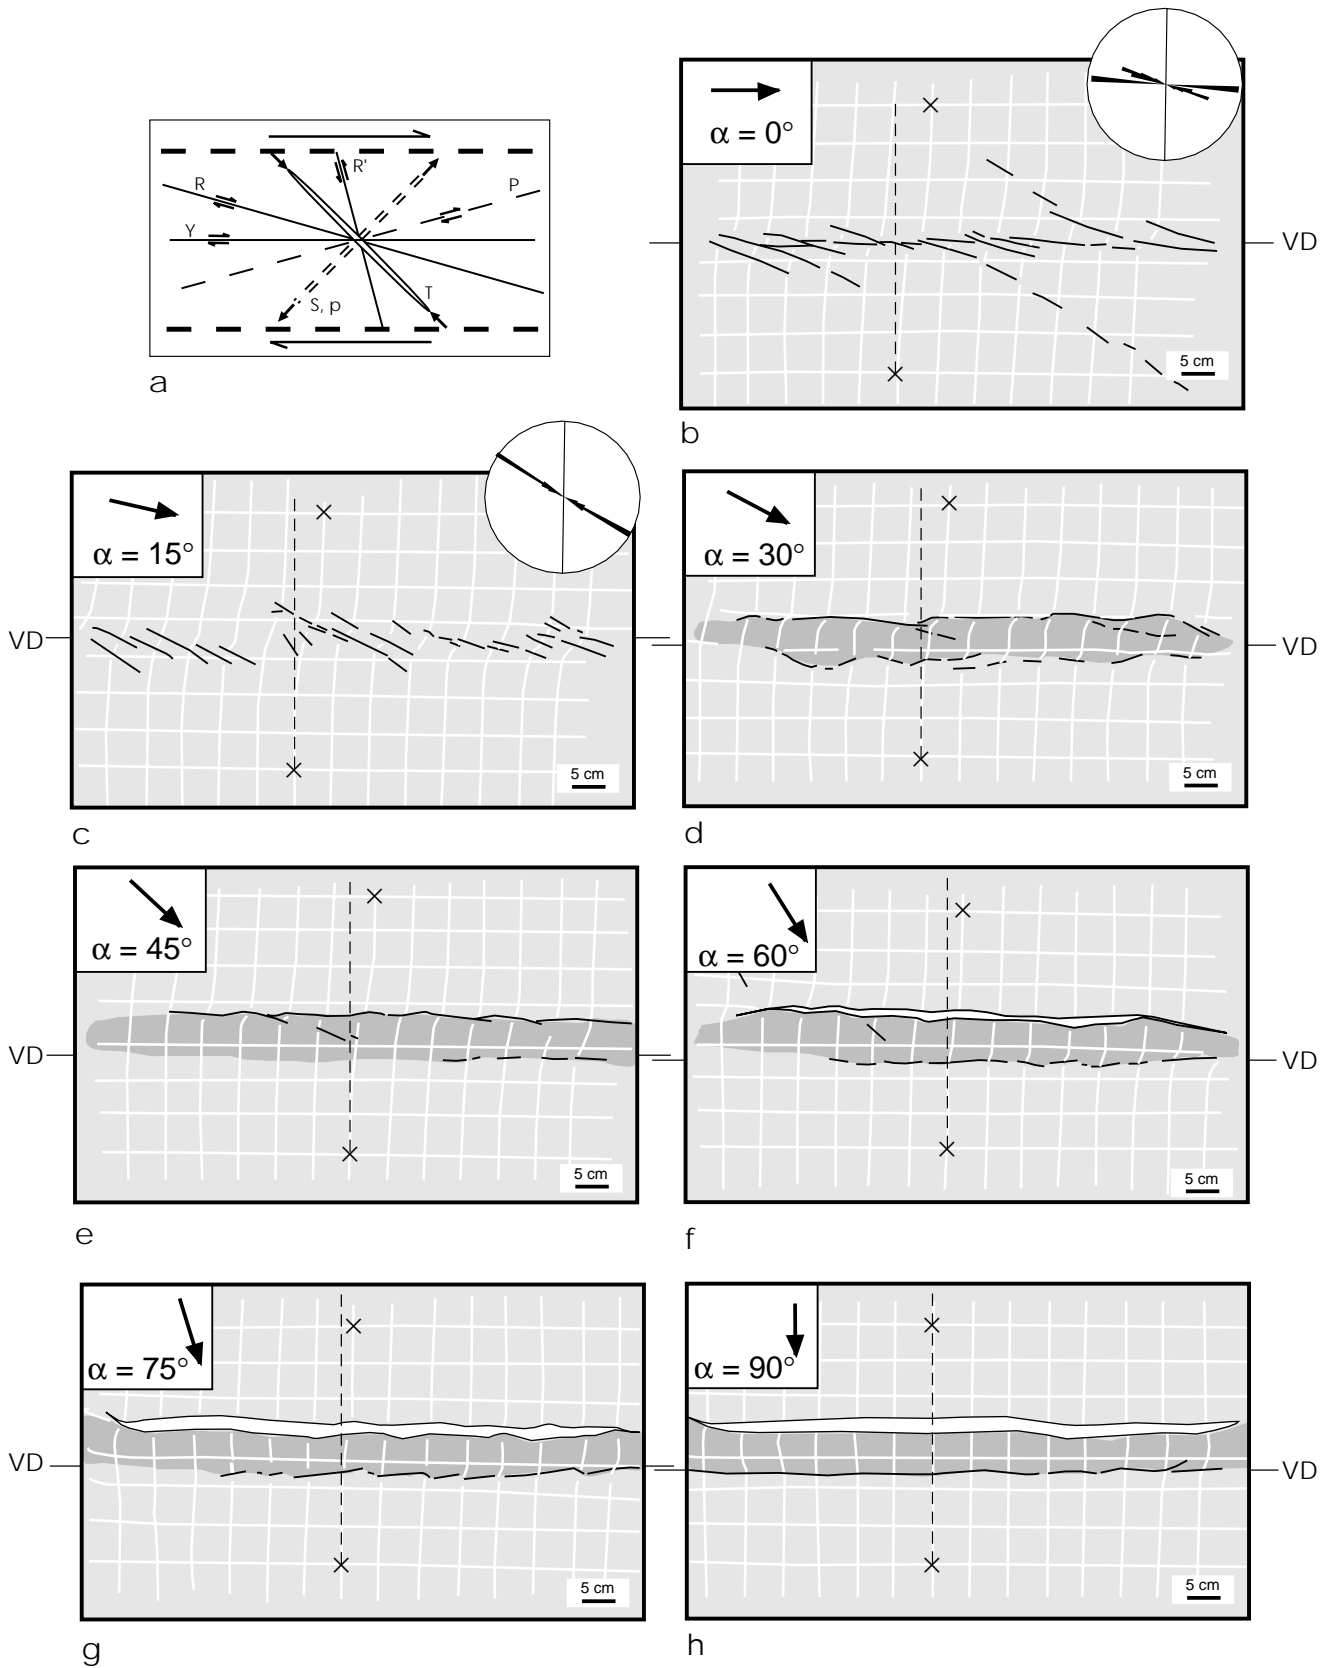 R
R'
P
Y
S, p
T
a
α = 0°
VD
5 cm
b
α = 15°
VD
5 cm
c
α = 30°
VD
5 cm
d
α = 45°
VD
5 cm
e
α = 60°
VD
5 cm
f
α = 75°
VD
5 cm
g
α = 90°
VD
5 cm
h